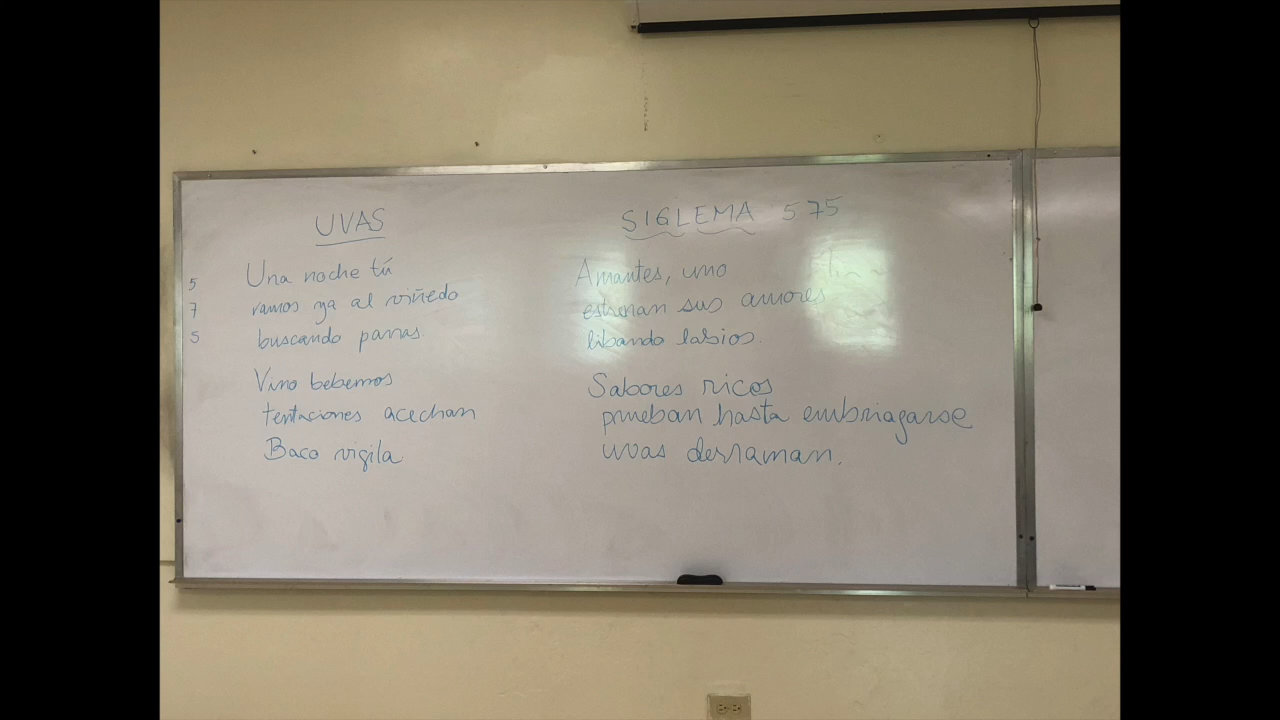 UVAS
5 Una noche tú
7 vamos ya al viñedo
5 buscando parras.
Vino bebemos
tentaciones acechan
Baco vigila
SIGLEMA 575
Amantes, uno
estrenan sus amores
libando labios.
Sabores ricos
prueban hasta embriagarse
uvas derraman.